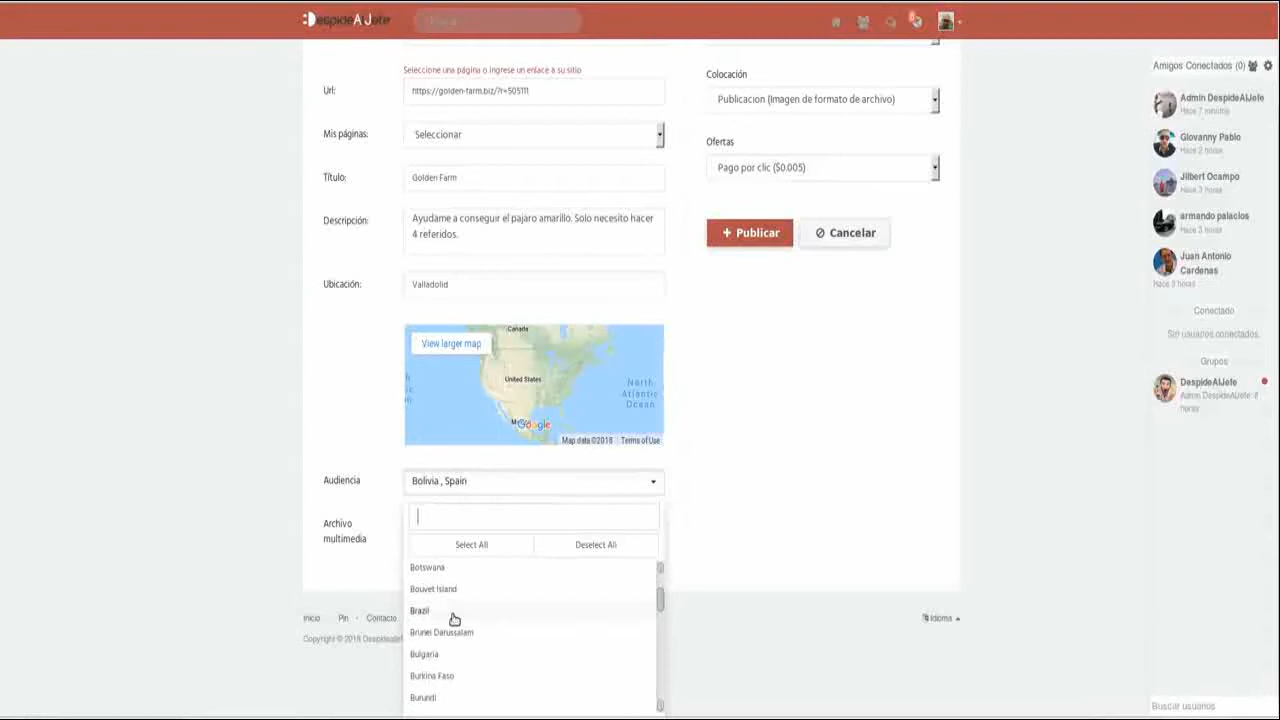 DespideAlJefe
8
Seleccione una página o ingrese un enlace a su sitio
Url:
https://golden-farm.biz/?r=505111
Mis páginas:
Seleccionar
Título:
Golden Farm
Descripción:
Ayudame a conseguir el pajaro amarillo. Solo necesito hacer
4 referidos.
Ubicación:
Valladolid
Canada
View larger map
United States
North
Atlantic
Ocean
Google
Map data ©2018
Terms of Use
Audiencia
Bolivia , Spain
Archivo
multimedia
Select All
Deselect All
Botswana
Bouvet Island
Brazil
Brunei Darussalam
Bulgaria
Burkina Faso
Burundi
Colocación
Publicacion (Imagen de formato de archivo)
Ofertas
Pago por clic ($0.005)
+ Publicar
Cancelar
Inicio
Pin
·
Contacto
Idioma
Copyright © 2018
Amigos Conectados (0)
Admin DespideAlJefe
Hace 7 minutos
Giovanny Pablo
Hace 2 horas
Jilbert Ocampo
Hace 3 horas
armando palacios
Hace 3 horas
Juan Antonio
Cardenas
Hace 3 horas
Conectado
Sin usuarios conectados.
Grupos
DespideAlJefe
Admin DespideAlJefe: 8
horas
Buscar usuarios